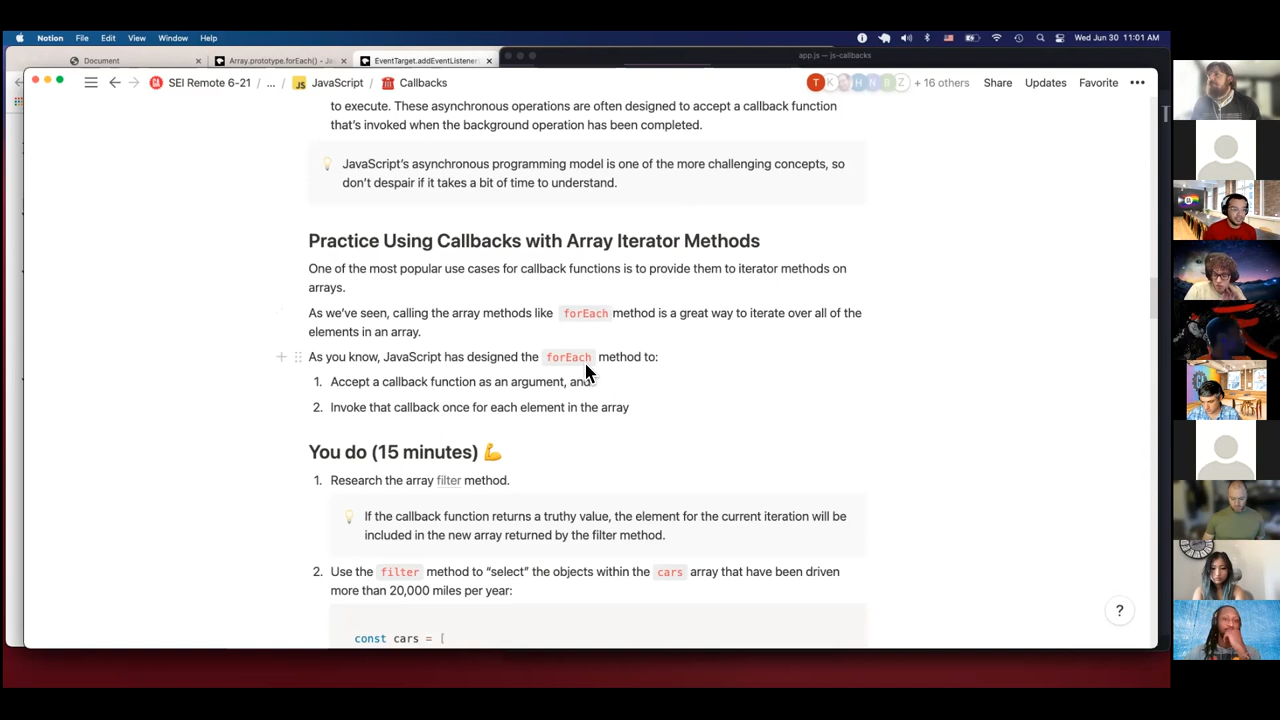 Notion File Edit View Window Help Wed Jun 30 11:01 AM
Document Array.prototype.forEach() - Ja EventTarget.addEventListener app.js — js-callbacks
SEI Remote 6-21 / ... / JS JavaScript / Callbacks T K H N B Z + 16 others Share Updates Favorite
to execute. These asynchronous operations are often designed to accept a callback function
that's invoked when the background operation has been completed.
JavaScript's asynchronous programming model is one of the more challenging concepts, so
don't despair if it takes a bit of time to understand.
Practice Using Callbacks with Array Iterator Methods
One of the most popular use cases for callback functions is to provide them to iterator methods on
arrays.
As we've seen, calling the array methods like forEach method is a great way to iterate over all of the
elements in an array.
As you know, JavaScript has designed the forEach method to:
1. Accept a callback function as an argument, and
2. Invoke that callback once for each element in the array
You do (15 minutes) 💪
1. Research the array filter method.
If the callback function returns a truthy value, the element for the current iteration will be
included in the new array returned by the filter method.
2. Use the filter method to “select” the objects within the cars array that have been driven
more than 20,000 miles per year:
const cars = [
?